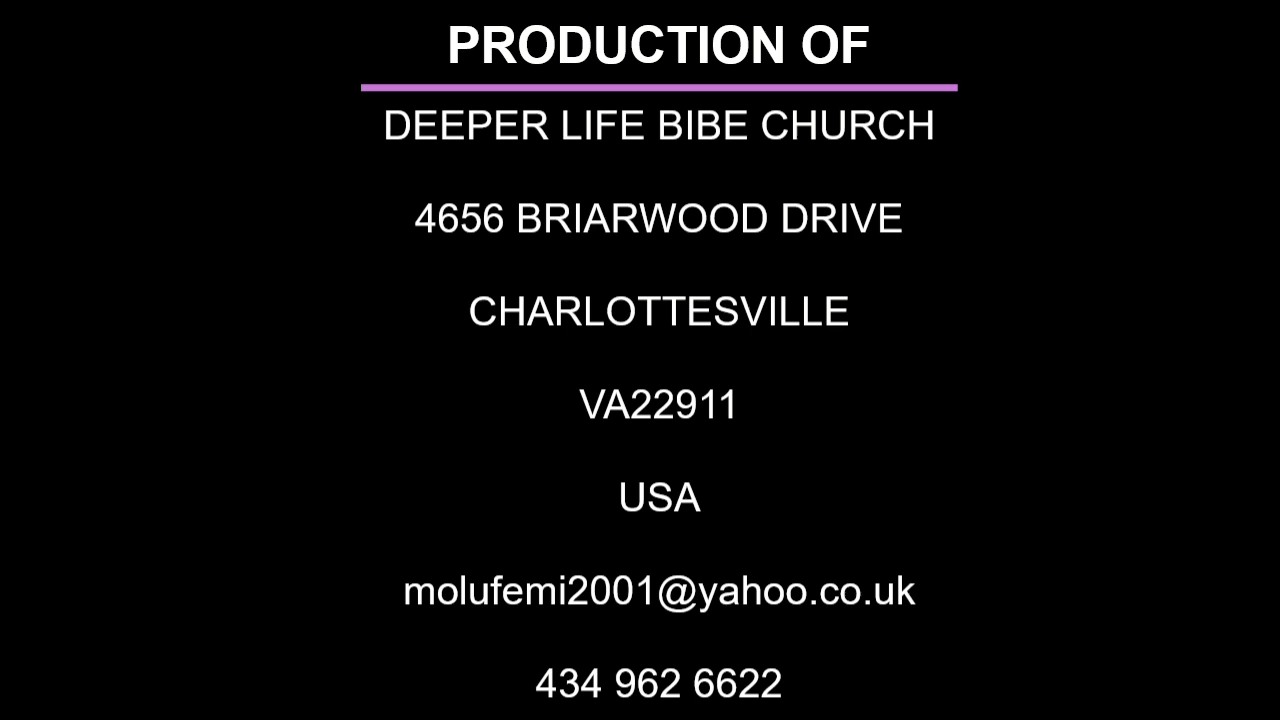 PRODUCTION OF
DEEPER LIFE BIBE CHURCH
4656 BRIARWOOD DRIVE
CHARLOTTESVILLE
VA22911
USA
molufemi2001@yahoo.co.uk
434 962 6622